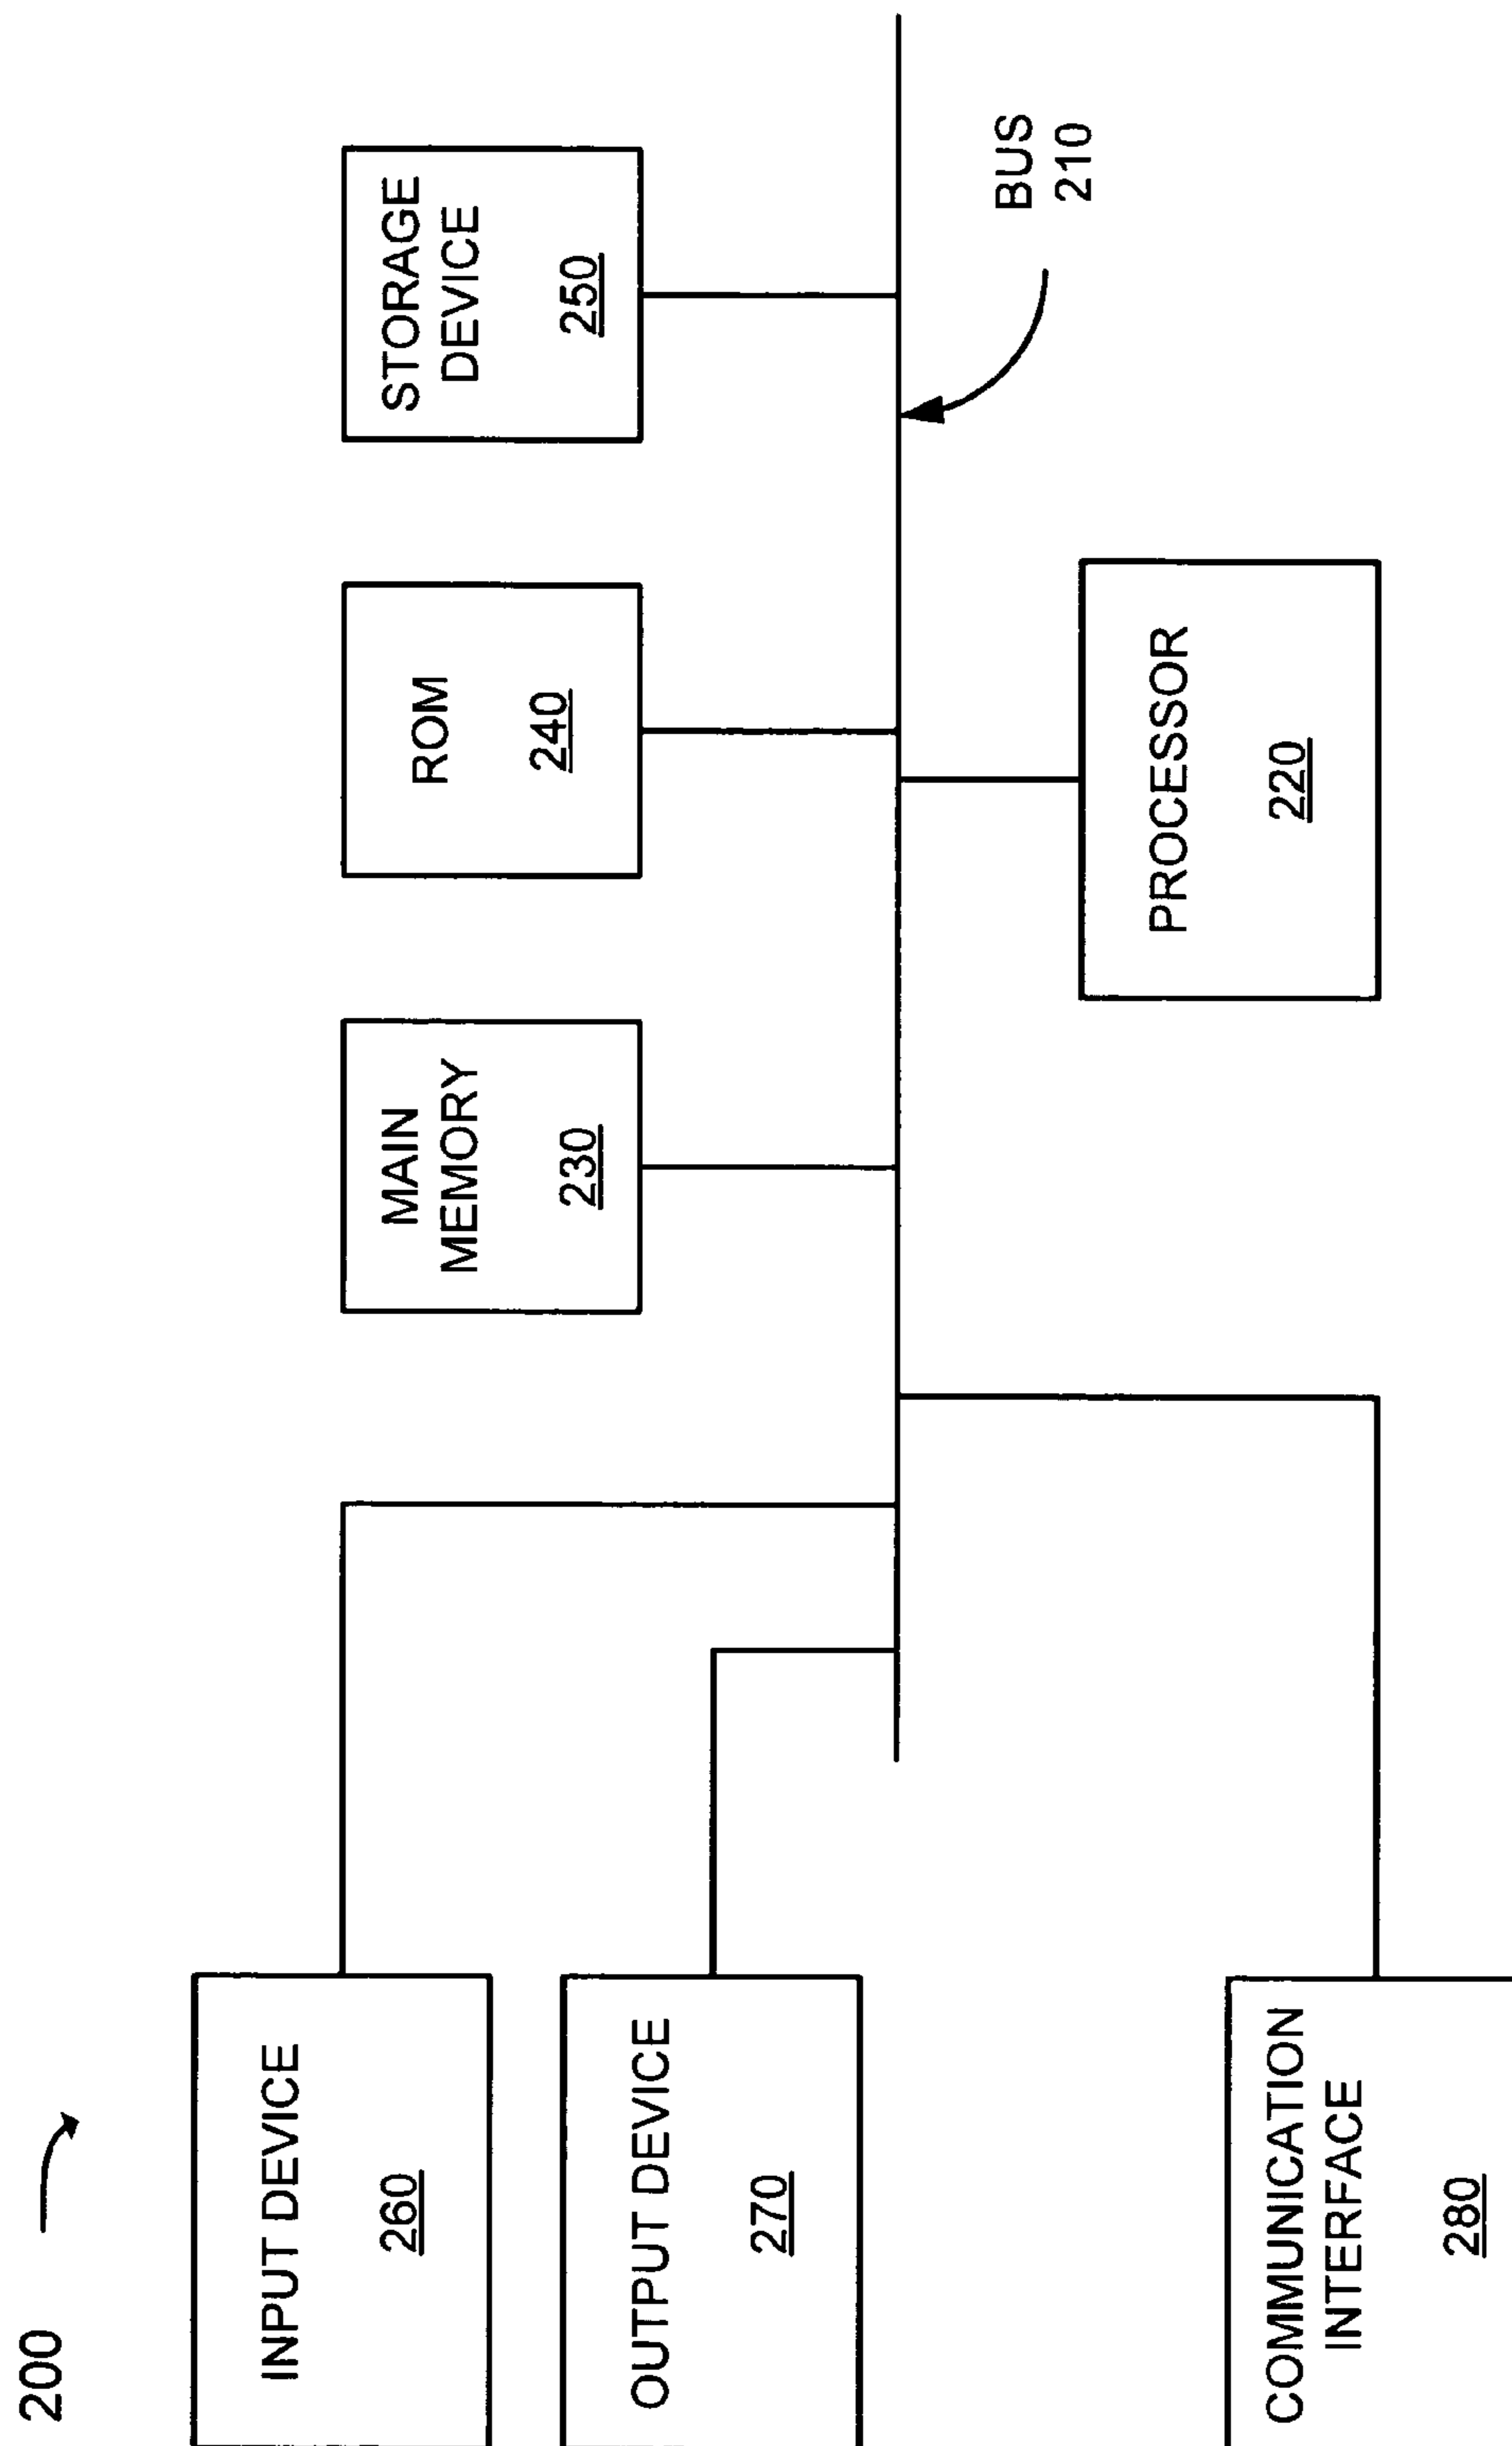 200
INPUT DEVICE
260
OUTPUT DEVICE
270
COMMUNICATION
INTERFACE
280
MAIN
MEMORY
230
ROM
240
STORAGE
DEVICE
250
PROCESSOR
220
BUS
210